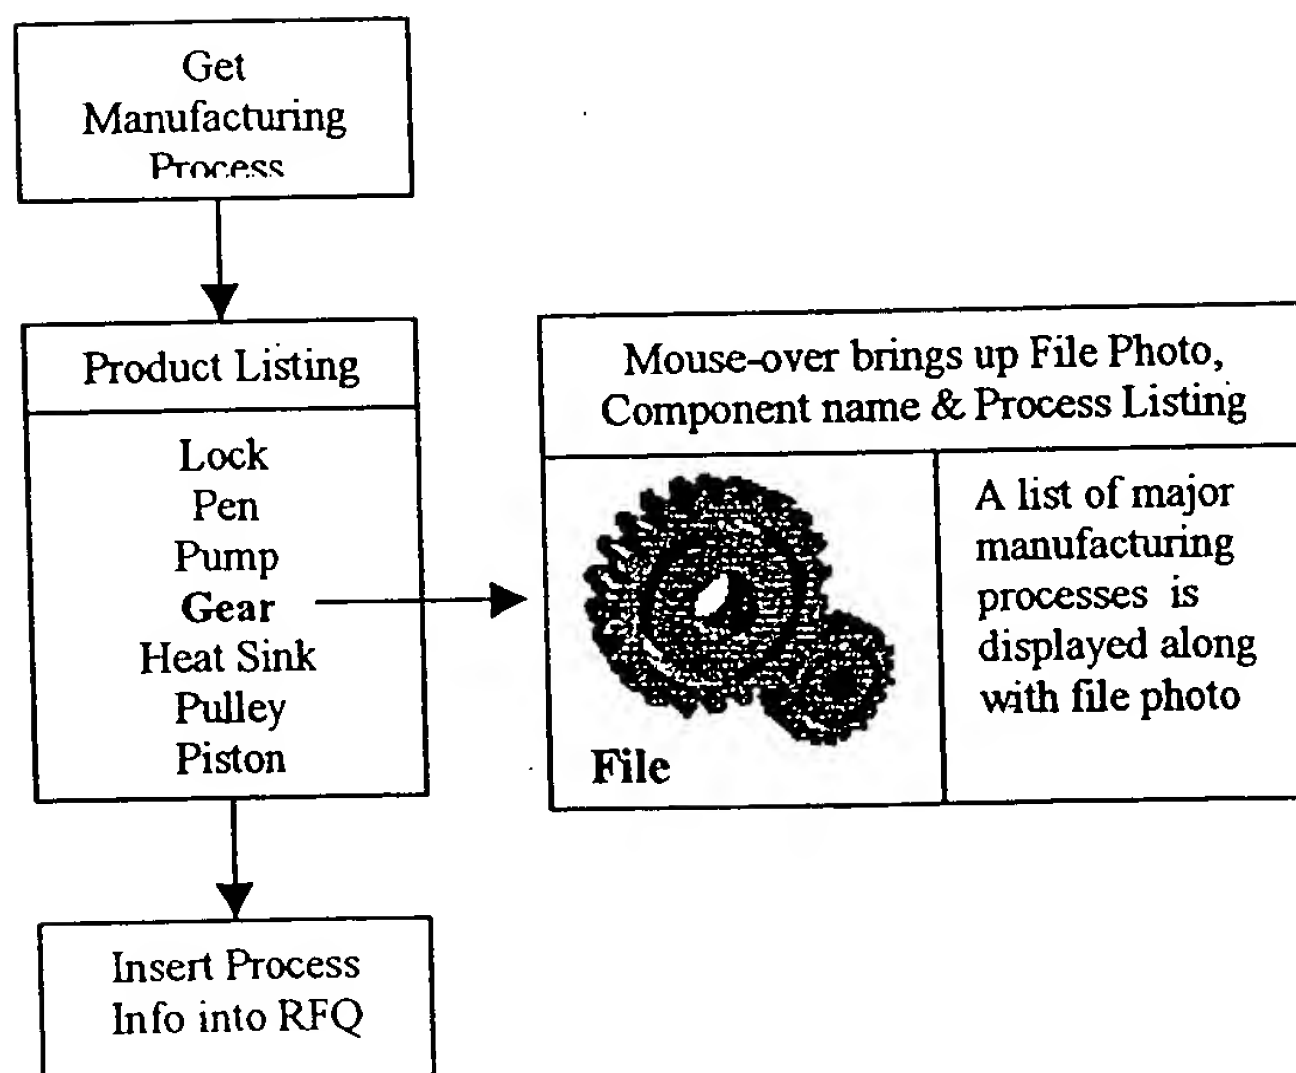 Get
Manufacturing
Process
Product Listing
Lock
Pen
Pump
Gear
Heat Sink
Pulley
Piston
Mouse-over brings up File Photo,
Component name & Process Listing
File
A list of major
manufacturing
processes is
displayed along
with file photo
Insert Process
Info into RFQ